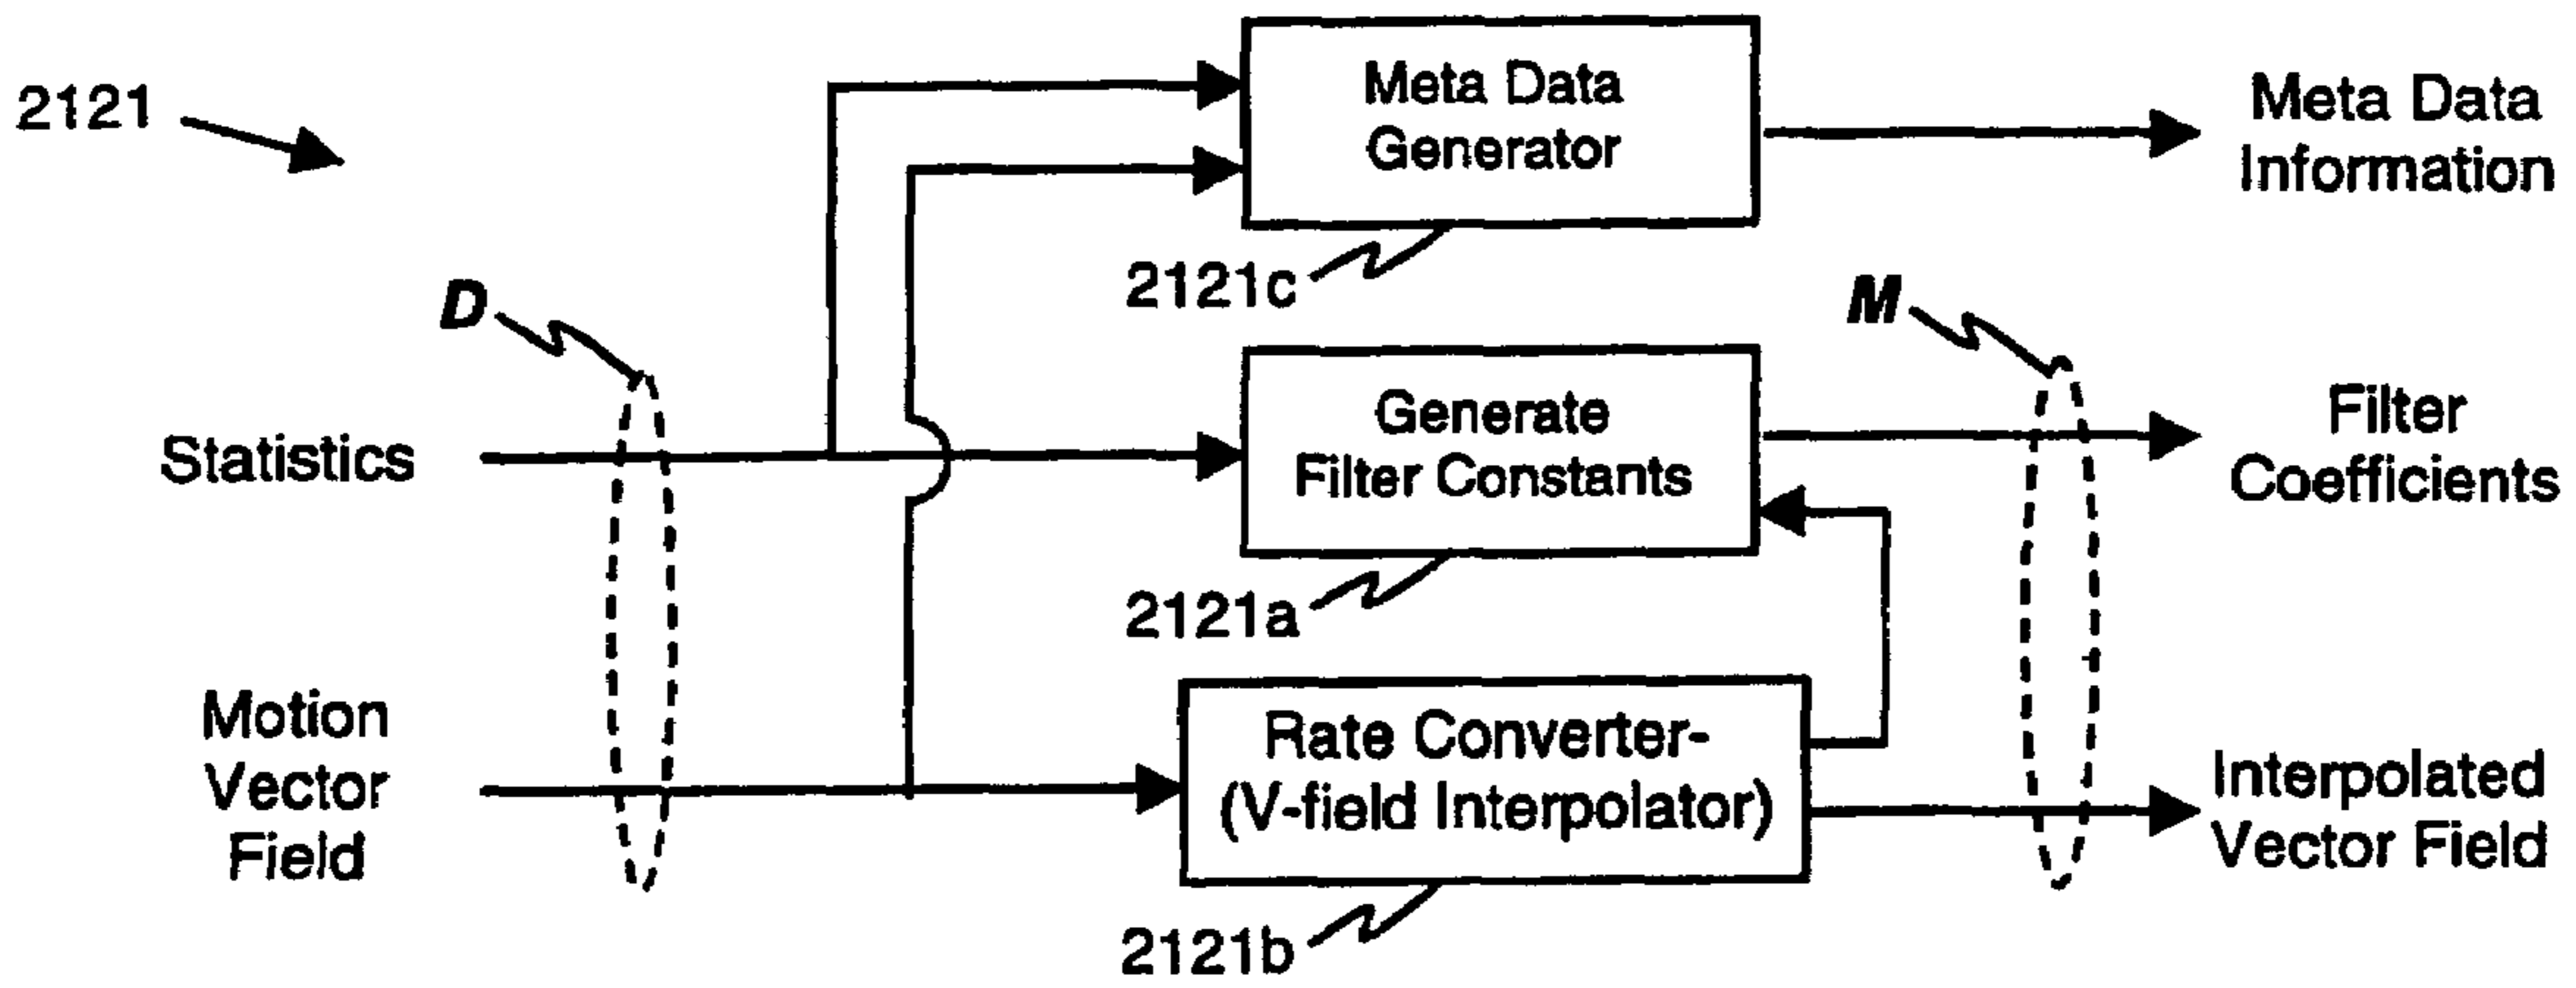 2121
Meta Data
Generator
Meta Data
Information
2121c
D
M
Statistics
Generate
Filter Constants
Filter
Coefficients
2121a
Motion
Vector
Field
Rate Converter-
(V-field Interpolator)
Interpolated
Vector Field
2121b